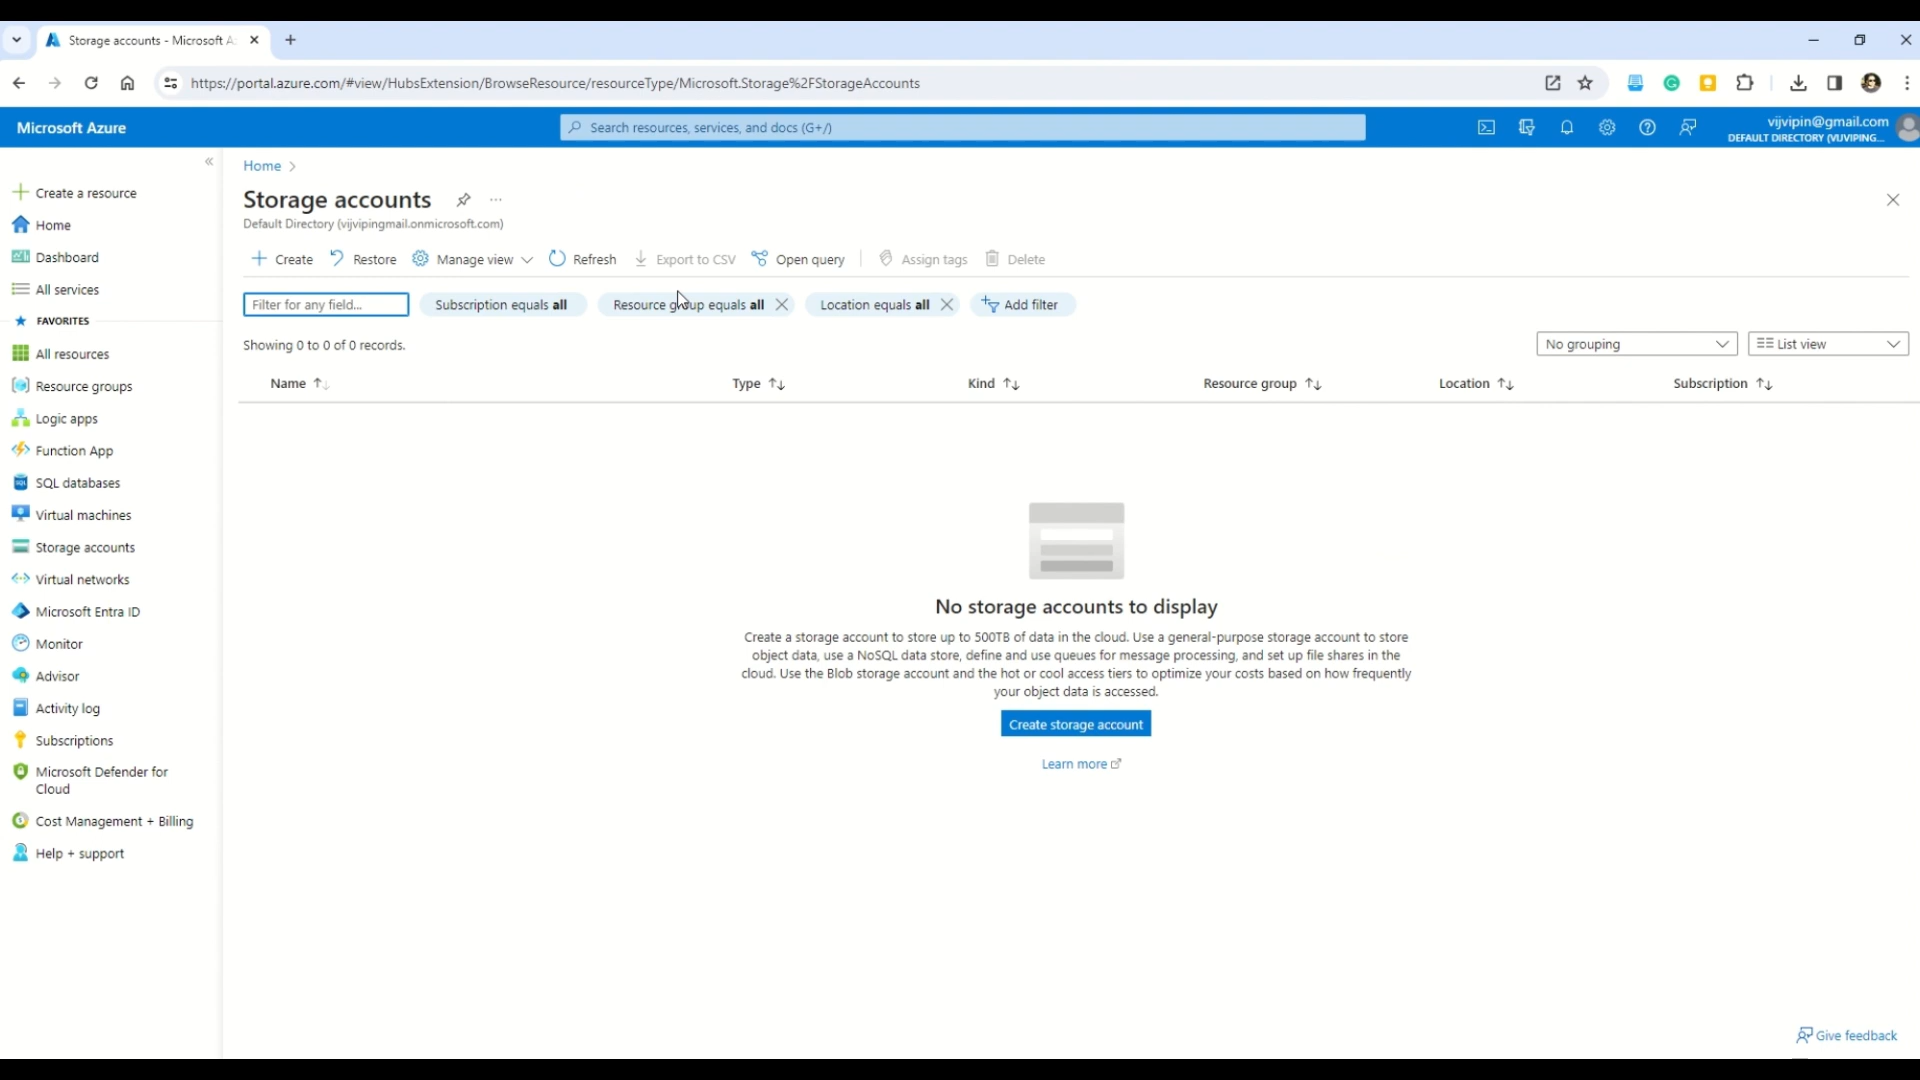 Storage accounts - Microsoft A
https://portal.azure.com/#view/HubsExtension/BrowseResource/resourceType/Microsoft.Storage%2FStorageAccounts
Microsoft Azure
Search resources, services, and docs (G+/)
vijvipin@gmail.com
DEFAULT DIRECTORY (VIJVIPING...
Create a resource
Home
Dashboard
All services
FAVORITES
All resources
Resource groups
Logic apps
Function App
SQL databases
Virtual machines
Storage accounts
Virtual networks
Microsoft Entra ID
Monitor
Advisor
Activity log
Subscriptions
Microsoft Defender for
Cloud
Cost Management + Billing
Help + support
Home >
Storage accounts
Default Directory (vijvipingmail.onmicrosoft.com)
Create Restore Manage view Refresh Export to CSV Open query Assign tags Delete
Filter for any field... Subscription equals all Resource group equals all Location equals all Add filter
Showing 0 to 0 of 0 records.
No grouping List view
Name Type Kind Resource group Location Subscription
No storage accounts to display
Create a storage account to store up to 500TB of data in the cloud. Use a general-purpose storage account to store
object data, use a NoSQL data store, define and use queues for message processing, and set up file shares in the
cloud. Use the Blob storage account and the hot or cool access tiers to optimize your costs based on how frequently
your object data is accessed.
Create storage account
Learn more
Give feedback